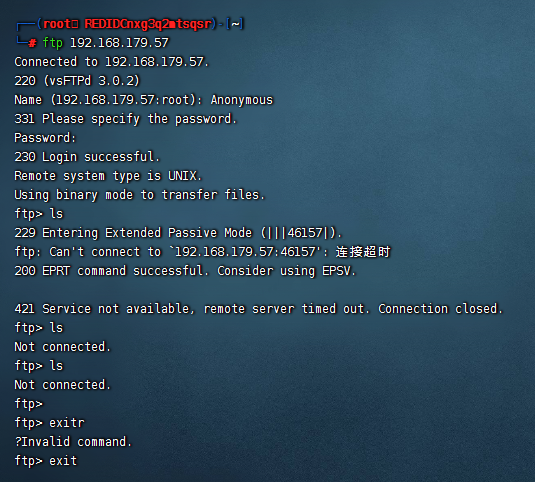 ┌──(root㉿REDIDCnxg3q2mtsqsr)-[~]
└─# ftp 192.168.179.57
Connected to 192.168.179.57.
220 (vsFTPd 3.0.2)
Name (192.168.179.57:root): Anonymous
331 Please specify the password.
Password:
230 Login successful.
Remote system type is UNIX.
Using binary mode to transfer files.
ftp> ls
229 Entering Extended Passive Mode (|||46157|).
ftp: Can't connect to `192.168.179.57:46157': 连接超时
200 EPRT command successful. Consider using EPSV.
421 Service not available, remote server timed out. Connection closed.
ftp> ls
Not connected.
ftp> ls
Not connected.
ftp>
ftp> exitr
?Invalid command.
ftp> exit